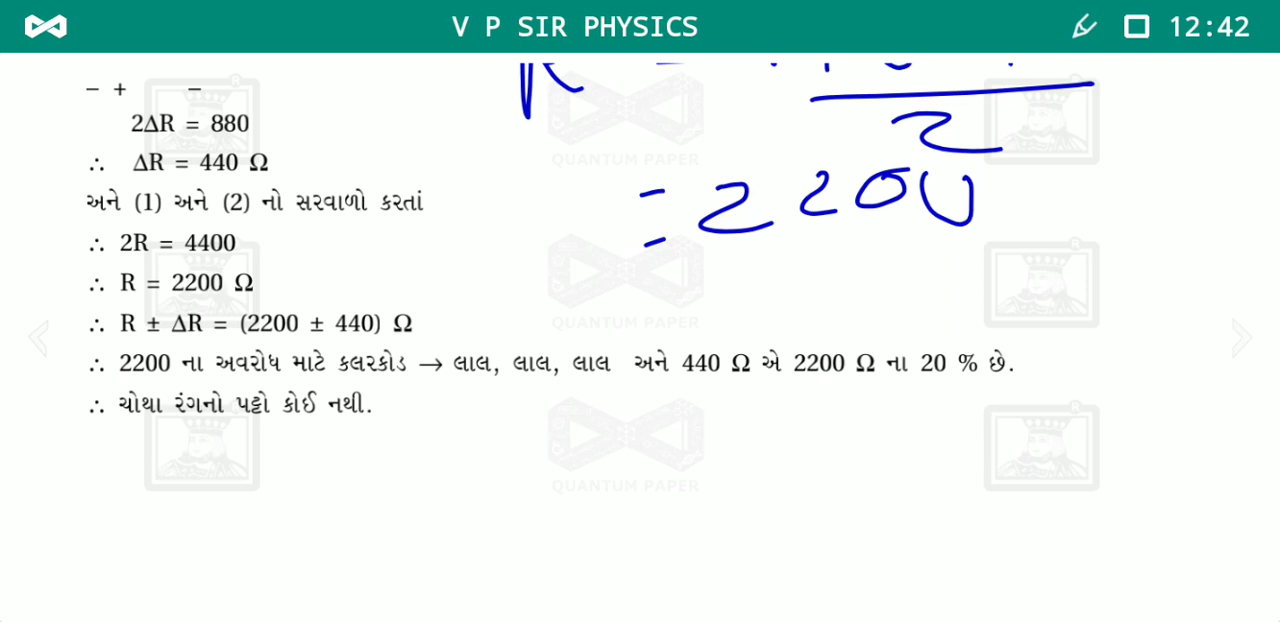 V P SIR PHYSICS 12:42
− + −
2ΔR = 880
∴ ΔR = 440 Ω
અને (1) અને (2) નો સરવાળો કરતાં
∴ 2R = 4400
∴ R = 2200 Ω
∴ R ± ΔR = (2200 ± 440) Ω
∴ 2200 ના અવરોધ માટે કલરકોડ → લાલ, લાલ, લાલ અને 440 Ω એ 2200 Ω ના 20 % છે.
∴ ચોથા રંગનો પટ્ટો કોઈ નથી.
2
= 2200
QUANTUM PAPER
QUANTUM PAPER
QUANTUM PAPER